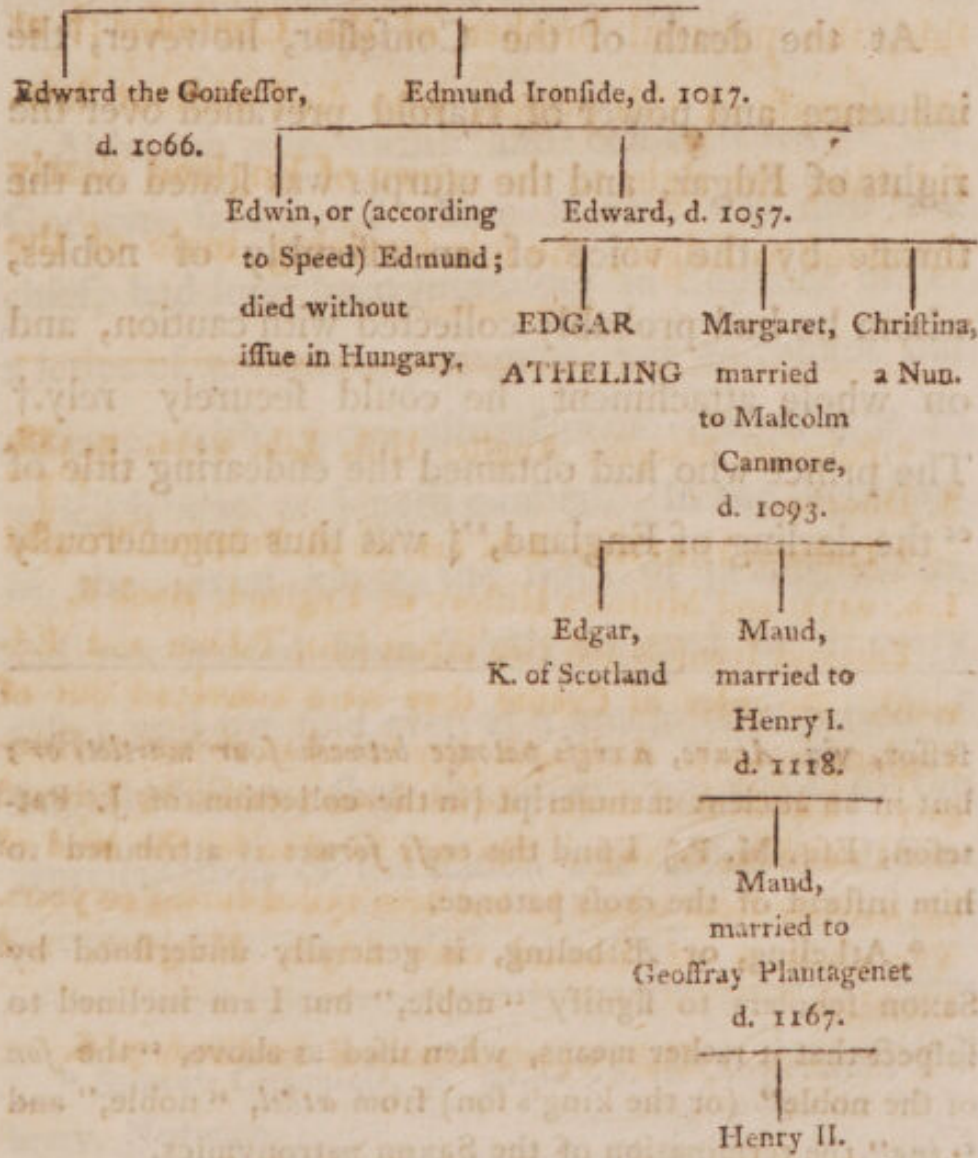 Edward the Gonfeſſor,
d. 1066.
Edmund Ironſide, d. 1017.
Edwin, or (according
to Speed) Edmund;
died without
iſſue in Hungary.
Edward, d. 1057.
EDGAR
ATHELING
Margaret,
married
to Malcolm
Canmore,
d. 1093.
Chriſtina,
a Nun.
Edgar,
K. of Scotland
Maud,
married to
Henry I.
d. 1118.
Maud,
married to
Geoffray Plantagenet
d. 1167.
Henry II.